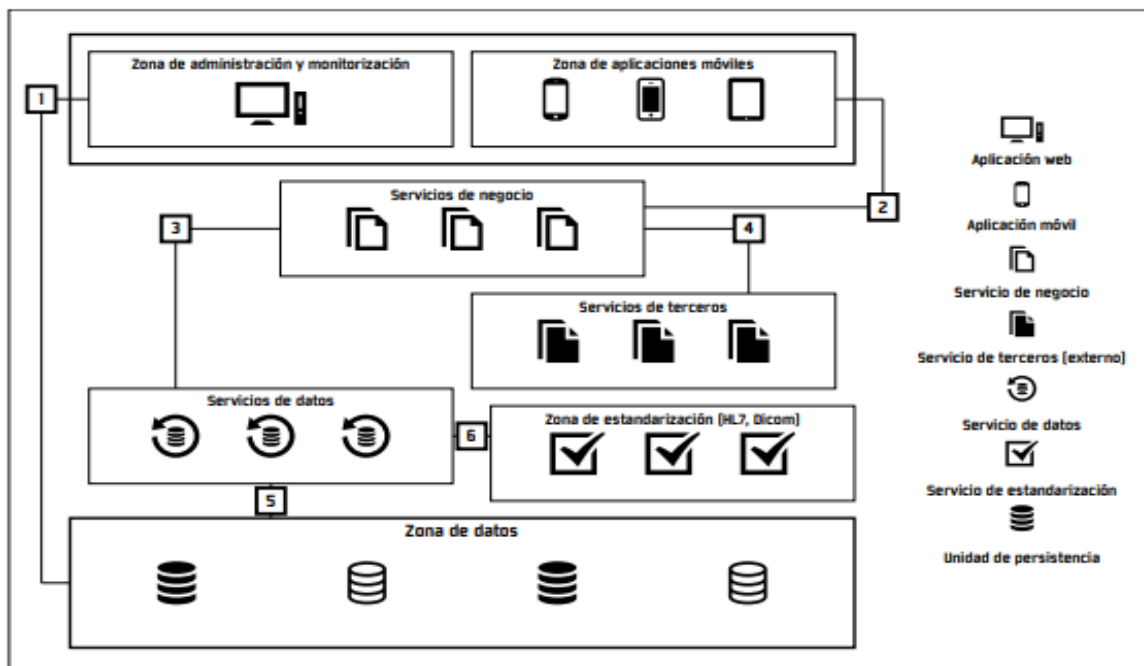 Zona de administración y monitorización
Zona de aplicaciones móviles
1
2
Servicios de negocio
3
4
Servicios de terceros
Servicios de datos
6
Zona de estandarización (HL7, Dicom)
5
Zona de datos
Aplicación web
Aplicación móvil
Servicio de negocio
Servicio de terceros (externo)
Servicio de datos
Servicio de estandarización
Unidad de persistencia